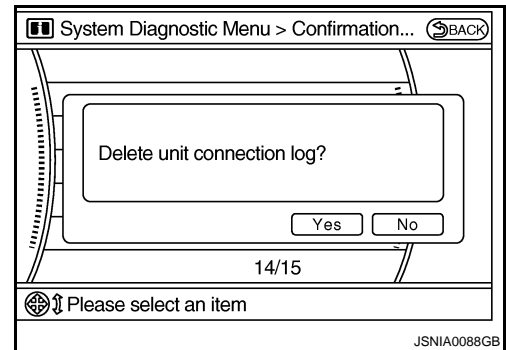 System Diagnostic Menu > Confirmation... BACK
Delete unit connection log?
Yes No
14/15
Please select an item
JSNIA0088GB